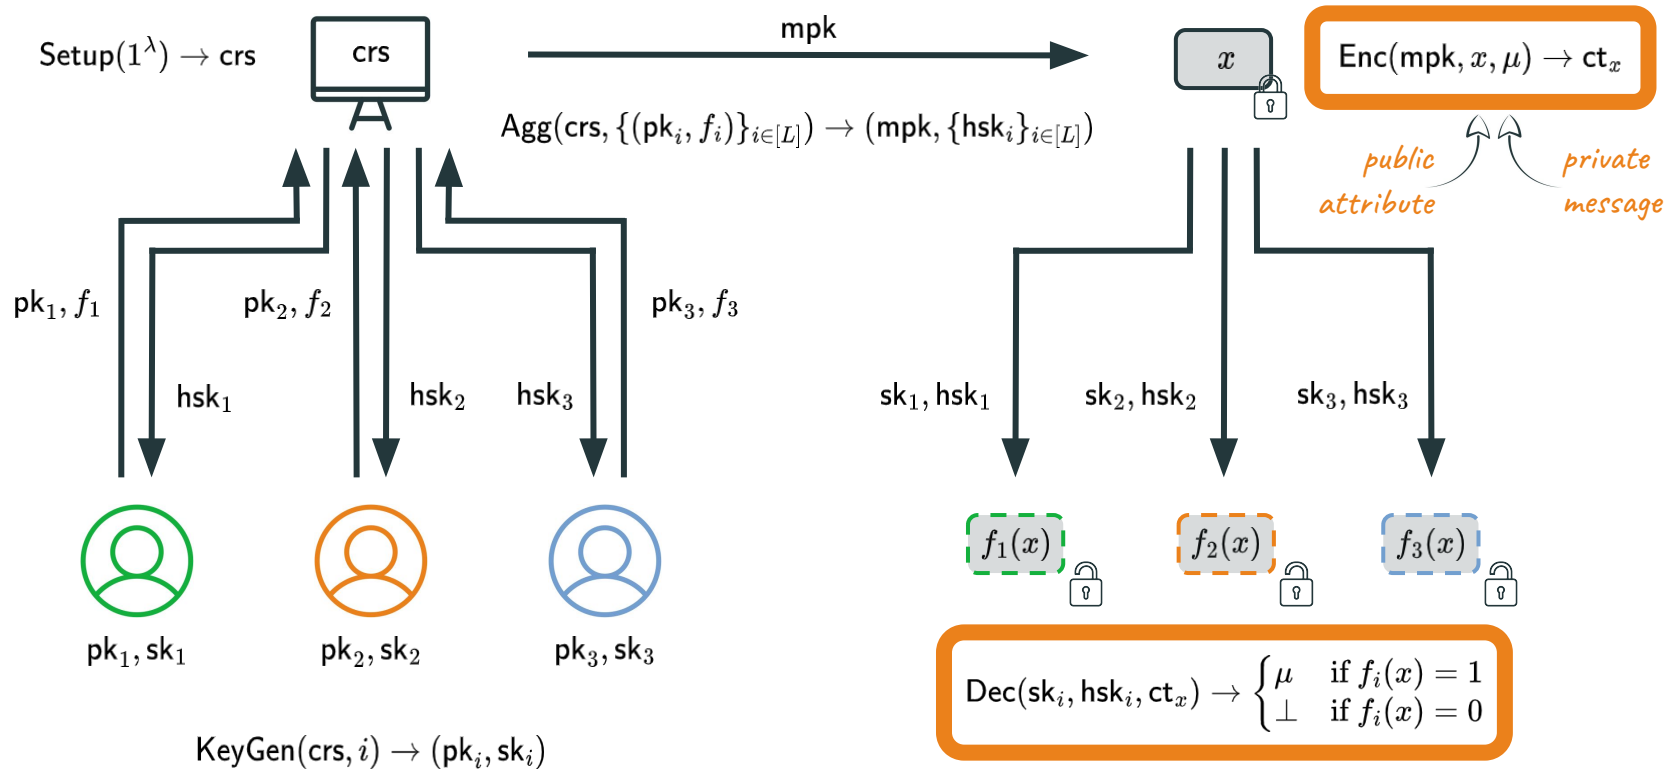 Setup(1^λ) → crs
crs
mpk
x
Enc(mpk, x, μ) → ct_x
Agg(crs, {(pk_i, f_i)}_{i∈[L]}) → (mpk, {hsk_i}_{i∈[L]})
public
attribute
private
message
pk_1, f_1
pk_2, f_2
pk_3, f_3
hsk_1
hsk_2
hsk_3
sk_1, hsk_1
sk_2, hsk_2
sk_3, hsk_3
f_1(x)
f_2(x)
f_3(x)
pk_1, sk_1
pk_2, sk_2
pk_3, sk_3
Dec(sk_i, hsk_i, ct_x) → { μ if f_i(x) = 1
⊥ if f_i(x) = 0
KeyGen(crs, i) → (pk_i, sk_i)